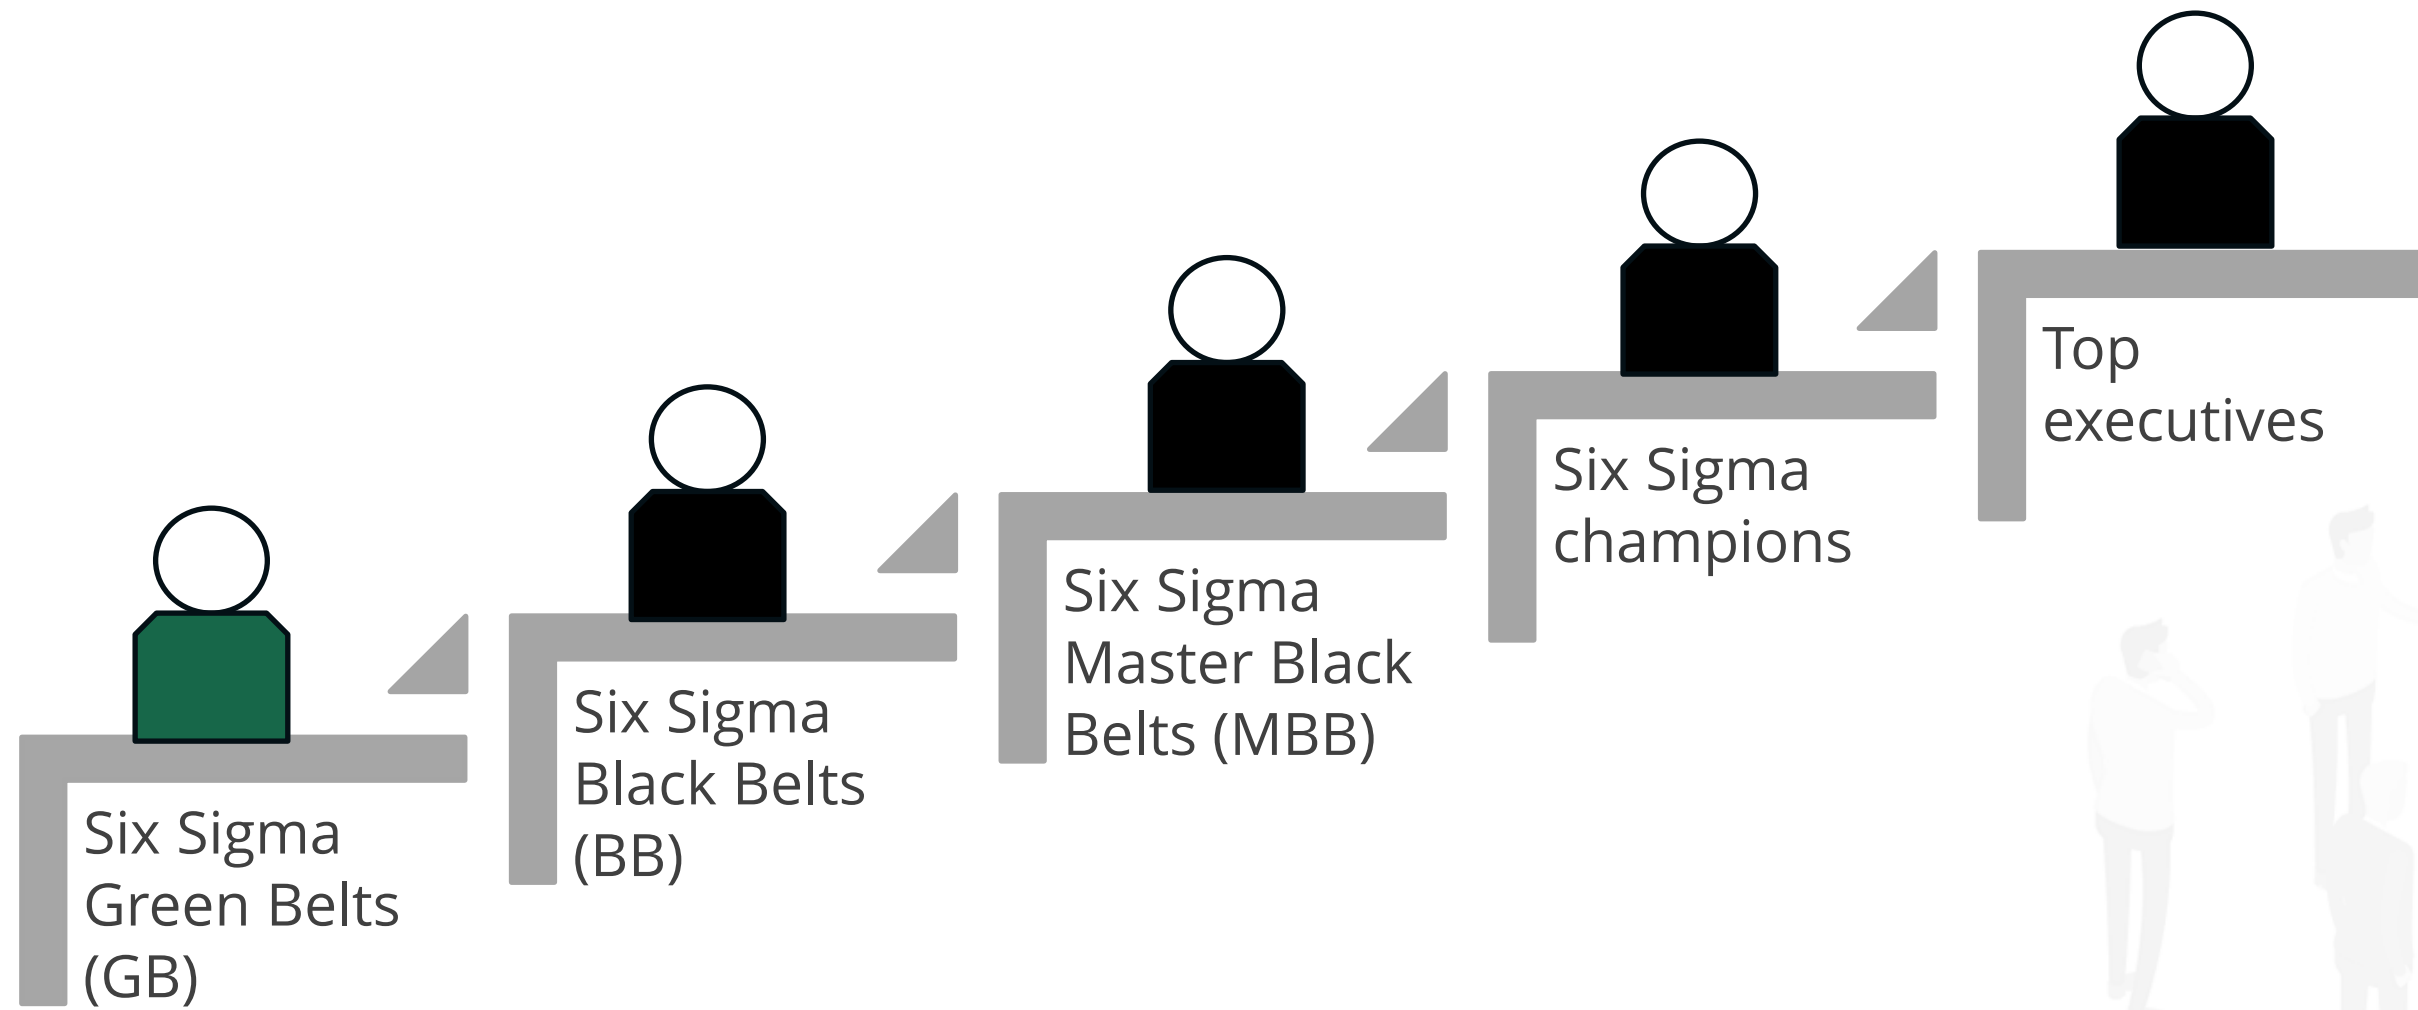 Six Sigma
Green Belts
(GB)
Six Sigma
Black Belts
(BB)
Six Sigma
Master Black
Belts (MBB)
Six Sigma
champions
Top
executives